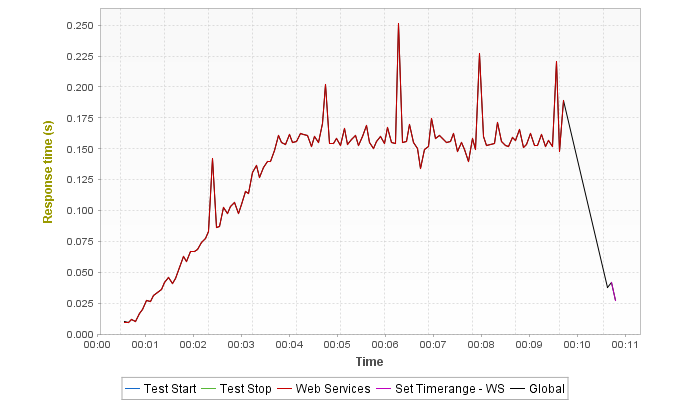 Response time (s)
0.250
0.225
0.200
0.175
0.150
0.125
0.100
0.075
0.050
0.025
0.000
00:00 00:01 00:02 00:03 00:04 00:05 00:06 00:07 00:08 00:09 00:10 00:11
Time
Test Start Test Stop Web Services Set Timerange - WS Global